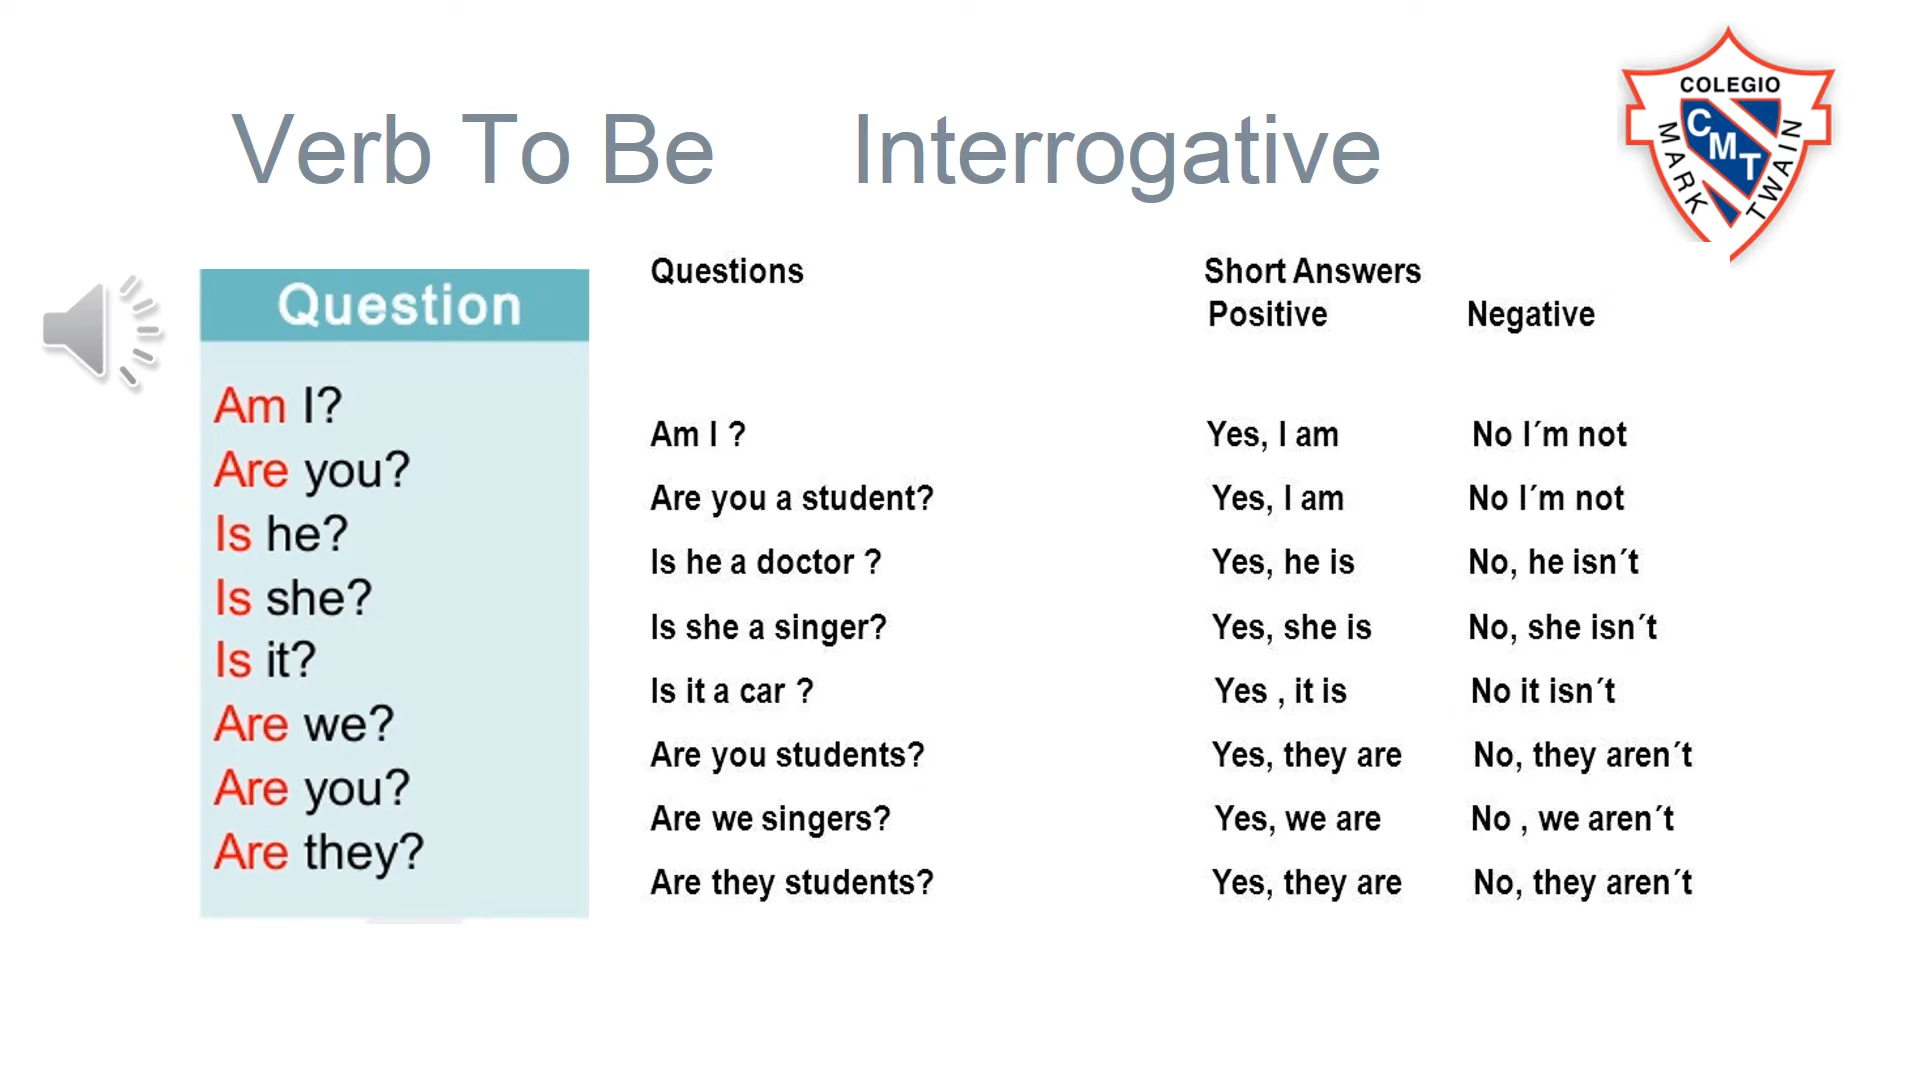 Verb To Be Interrogative
COLEGIO
MARK
TWAIN
CMT
Question
Am I?
Are you?
Is he?
Is she?
Is it?
Are we?
Are you?
Are they?
Questions Short Answers
Positive Negative
Am I ? Yes, I am No I´m not
Are you a student? Yes, I am No I´m not
Is he a doctor ? Yes, he is No, he isn´t
Is she a singer? Yes, she is No, she isn´t
Is it a car ? Yes , it is No it isn´t
Are you students? Yes, they are No, they aren´t
Are we singers? Yes, we are No , we aren´t
Are they students? Yes, they are No, they aren´t